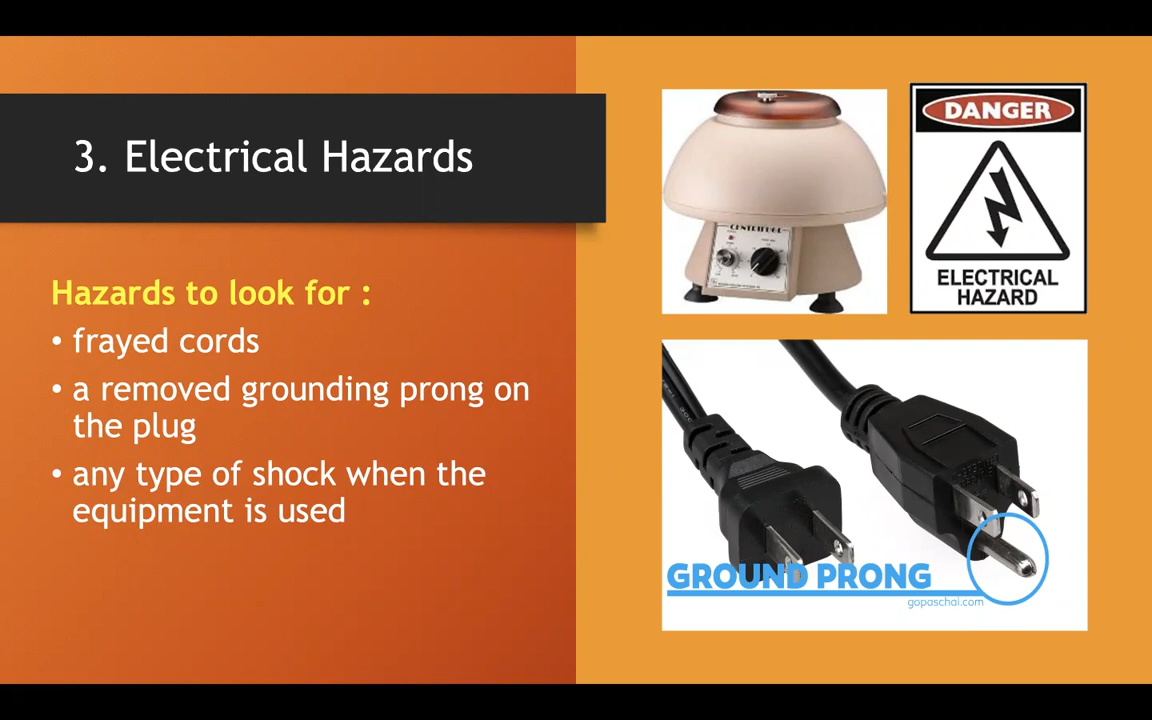 3. Electrical Hazards
Hazards to look for :
• frayed cords
• a removed grounding prong on
the plug
• any type of shock when the
equipment is used
CENTRIFUGE
DANGER
ELECTRICAL
HAZARD
GROUND PRONG
gopaschal.com